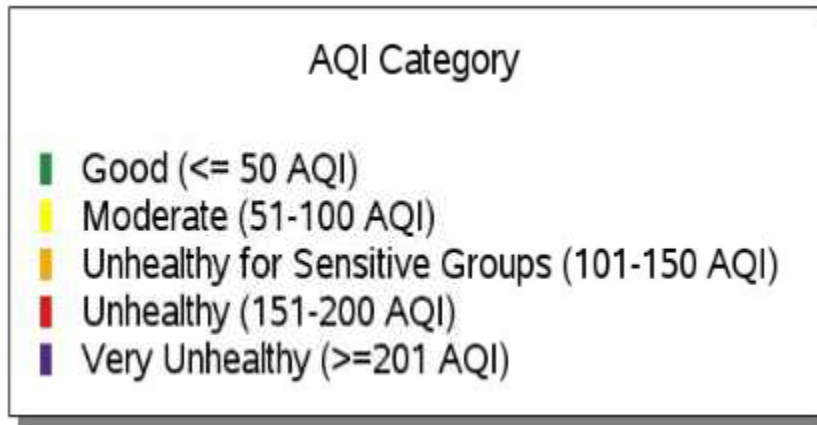 AQI Category
Good (<= 50 AQI)
Moderate (51-100 AQI)
Unhealthy for Sensitive Groups (101-150 AQI)
Unhealthy (151-200 AQI)
Very Unhealthy (>=201 AQI)